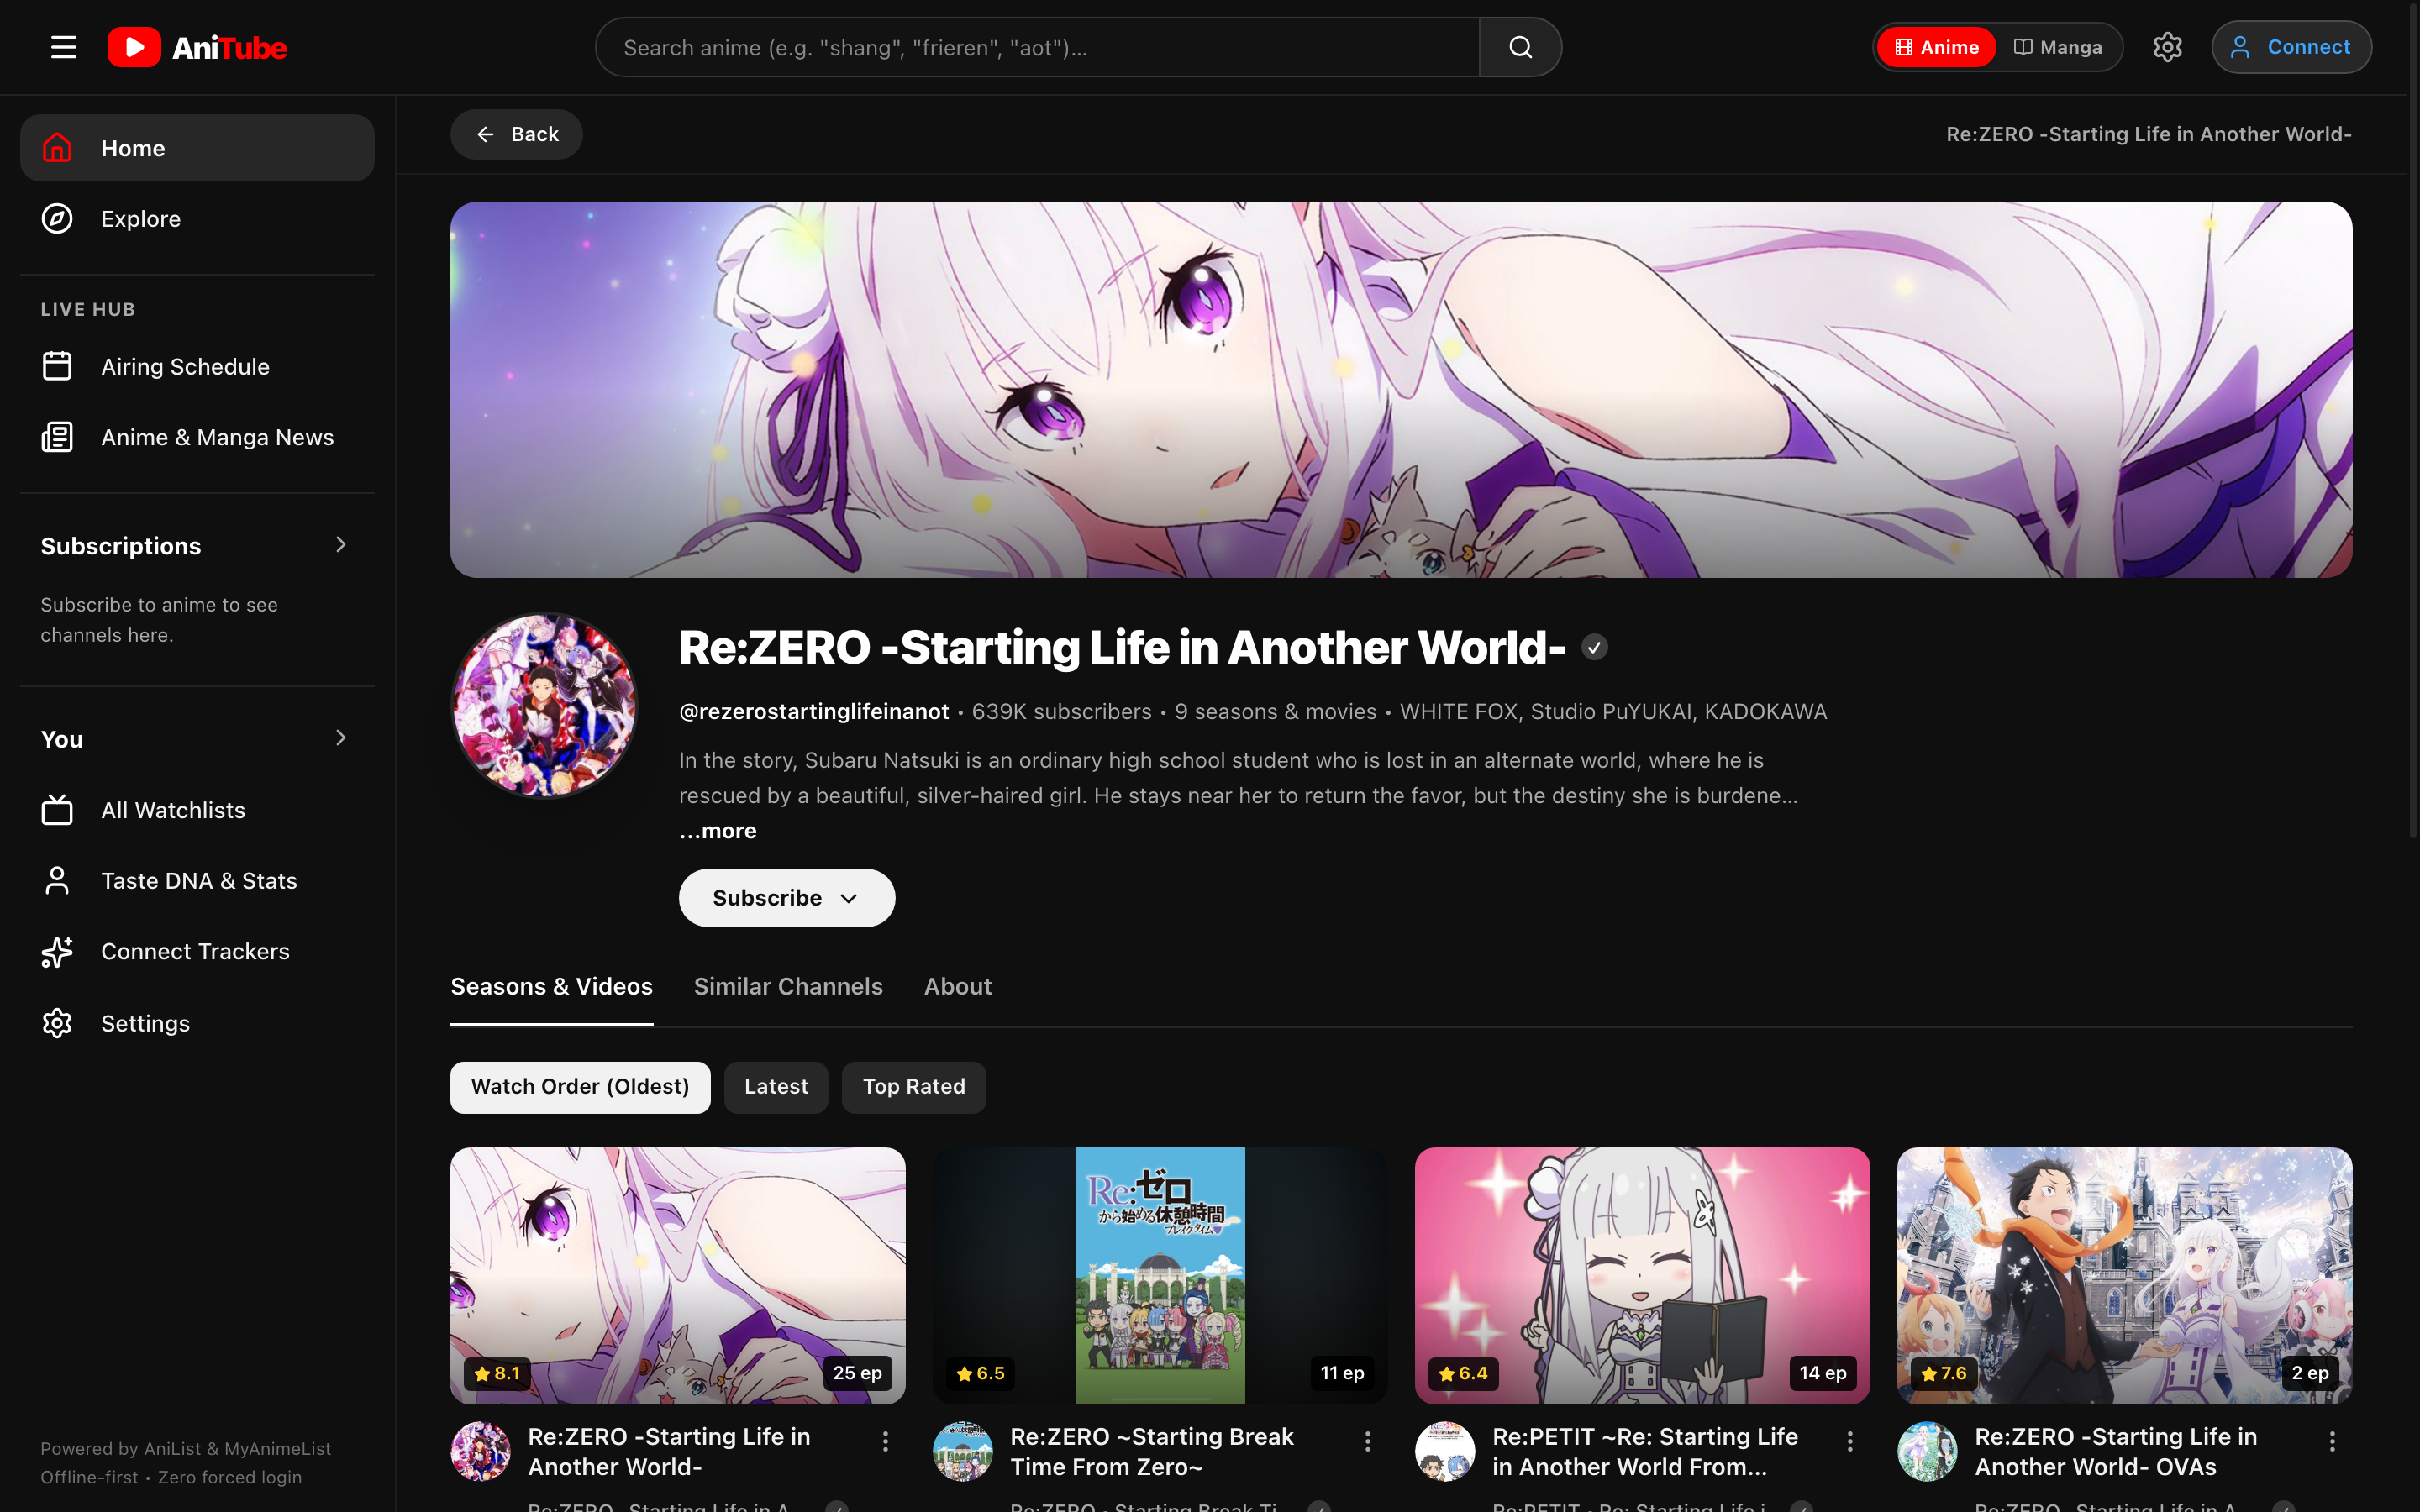 AniTube
Search anime (e.g. "shang", "frieren", "aot")...
Anime
Manga
Connect
Home
Explore
LIVE HUB
Airing Schedule
Anime & Manga News
Subscriptions
Subscribe to anime to see
channels here.
You
All Watchlists
Taste DNA & Stats
Connect Trackers
Settings
Powered by AniList & MyAnimeList
Offline-first • Zero forced login
Back
Re:ZERO -Starting Life in Another World-
Re:ZERO -Starting Life in Another World-
@rezerostartinglifeinanot • 639K subscribers • 9 seasons & movies • WHITE FOX, Studio PuYUKAI, KADOKAWA
In the story, Subaru Natsuki is an ordinary high school student who is lost in an alternate world, where he is
rescued by a beautiful, silver-haired girl. He stays near her to return the favor, but the destiny she is burdene...
...more
Subscribe
Seasons & Videos
Similar Channels
About
Watch Order (Oldest)
Latest
Top Rated
8.1
25 ep
Re:ゼロ
から始める休憩時間
ブレイクタイム
6.5
11 ep
6.4
14 ep
7.6
2 ep
Re:ZERO -Starting Life in
Another World-
Re:ZERO ~Starting Break
Time From Zero~
Re:PETIT ~Re: Starting Life
in Another World From...
Re:ZERO -Starting Life in
Another World- OVAs